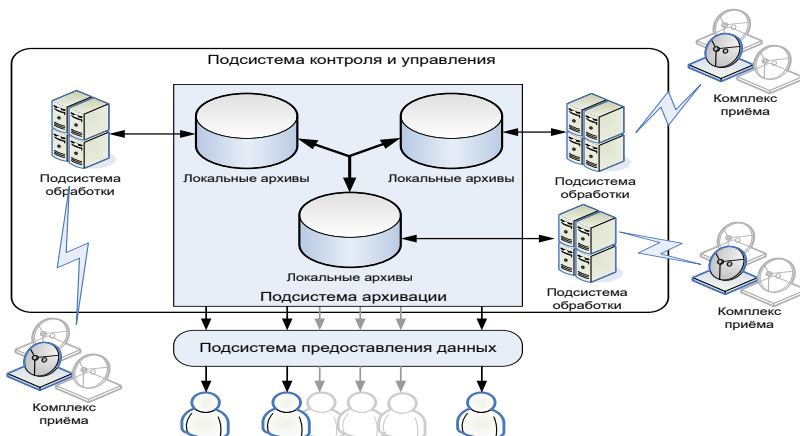 Подсистема контроля и управления
Комплекс
приёма
Локальные архивы
Локальные архивы
Подсистема
обработки
Подсистема
обработки
Локальные архивы
Подсистема архивации
Подсистема
обработки
Комплекс
приёма
Подсистема предоставления данных
Комплекс
приёма